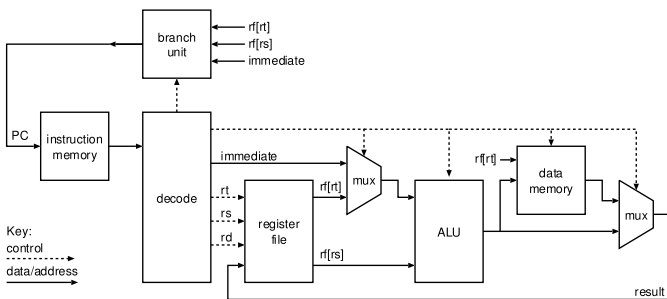 branch
unit
rf[rt]
rf[rs]
immediate
PC
instruction
memory
decode
immediate
rt
rs
rd
register
file
rf[rt]
rf[rs]
mux
ALU
rf[rt]
data
memory
mux
result
Key:
control
data/address